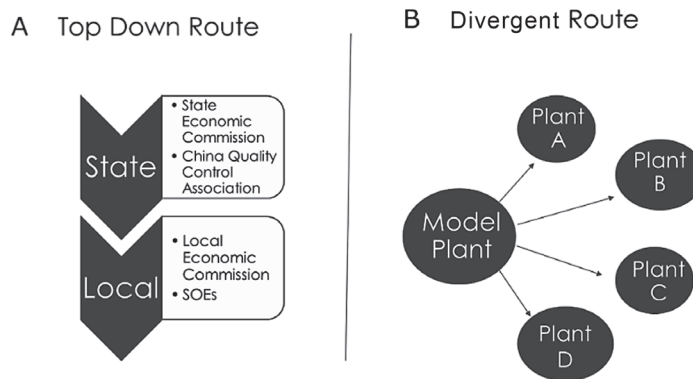 A Top Down Route
State
• State
Economic
Commission
• China Quality
Control
Association
Local
• Local
Economic
Commission
• SOEs
B Divergent Route
Model
Plant
Plant
A
Plant
B
Plant
C
Plant
D